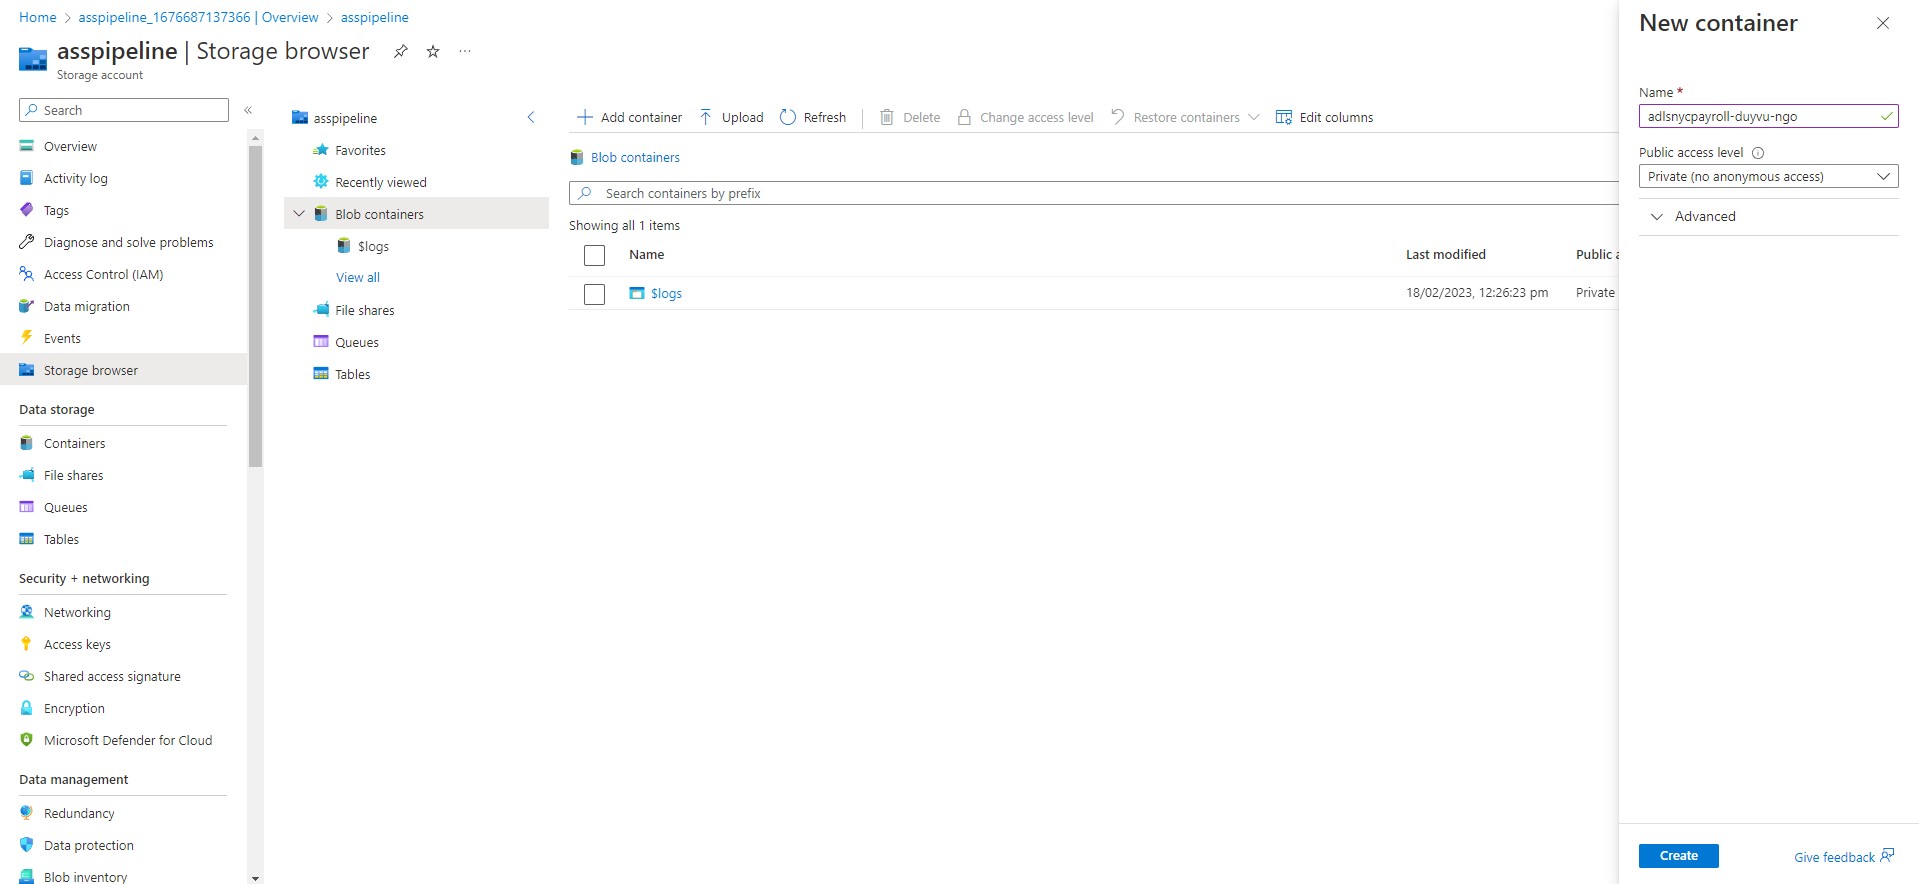 Home > asspipeline_1676687137366 | Overview > asspipeline
asspipeline | Storage browser
Storage account
Search
Overview
Activity log
Tags
Diagnose and solve problems
Access Control (IAM)
Data migration
Events
Storage browser
Data storage
Containers
File shares
Queues
Tables
Security + networking
Networking
Access keys
Shared access signature
Encryption
Microsoft Defender for Cloud
Data management
Redundancy
Data protection
Blob inventory
asspipeline
Favorites
Recently viewed
Blob containers
$logs
View all
File shares
Queues
Tables
Add container Upload Refresh Delete Change access level Restore containers Edit columns
Blob containers
Search containers by prefix
Showing all 1 items
Name Last modified Public a
$logs 18/02/2023, 12:26:23 pm Private
New container
Name *
adlsnycpayroll-duyvu-ngo
Public access level
Private (no anonymous access)
Advanced
Create Give feedback